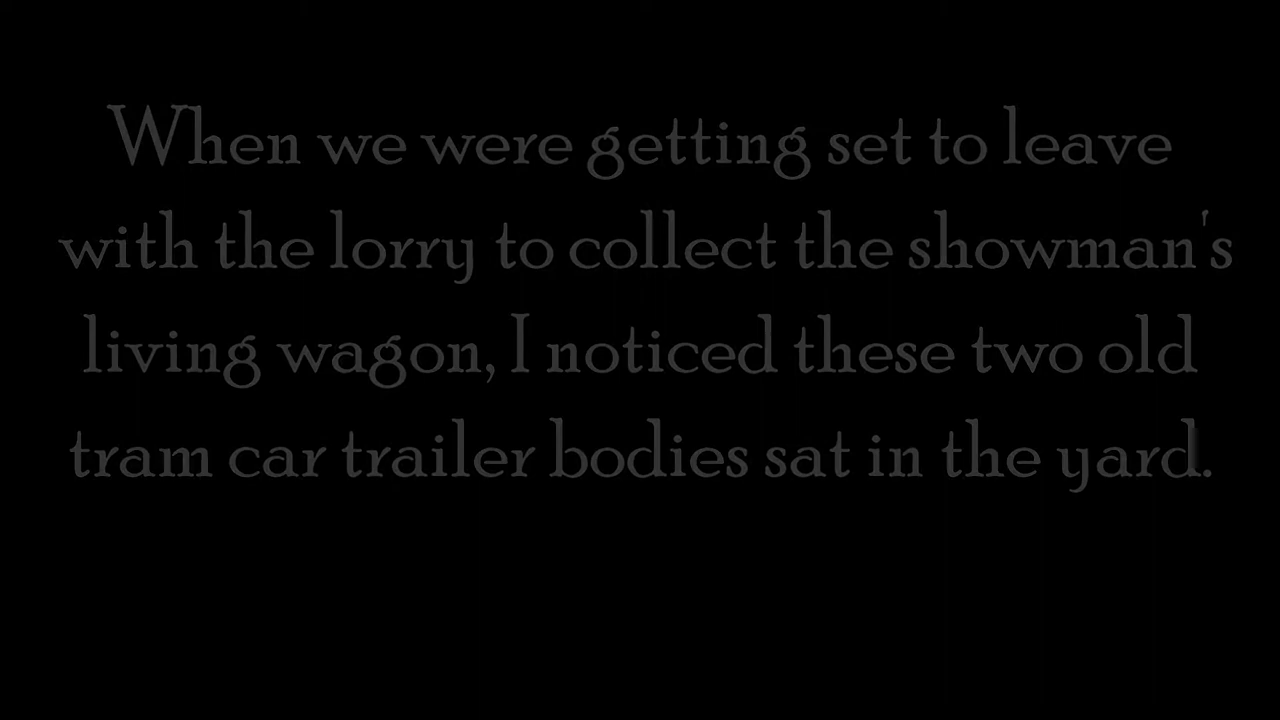 When we were getting set to leave
with the lorry to collect the showman's
living wagon, I noticed these two old
tram car trailer bodies sat in the yard.